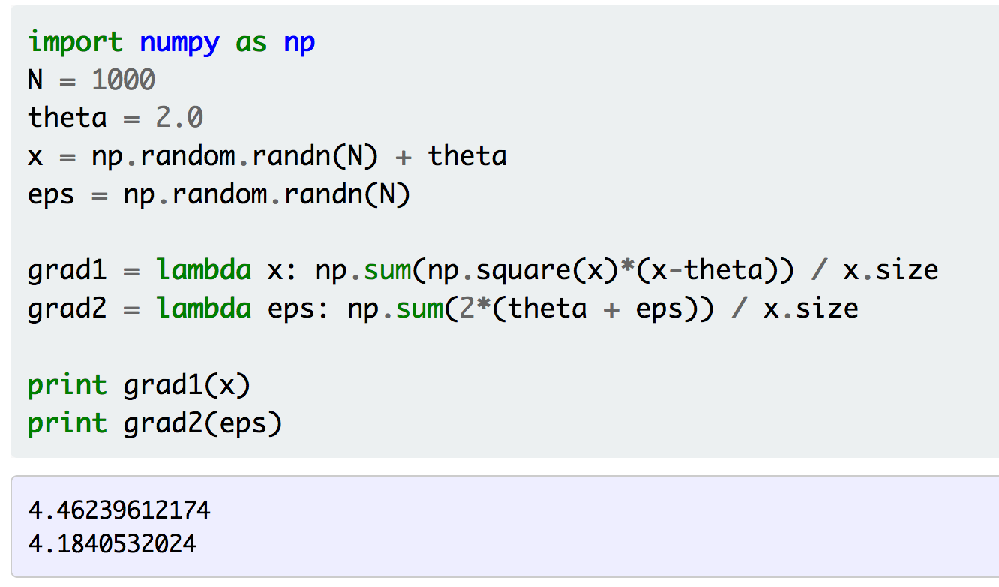 import numpy as np
N = 1000
theta = 2.0
x = np.random.randn(N) + theta
eps = np.random.randn(N)

grad1 = lambda x: np.sum(np.square(x)*(x-theta)) / x.size
grad2 = lambda eps: np.sum(2*(theta + eps)) / x.size

print grad1(x)
print grad2(eps)

4.46239612174
4.1840532024